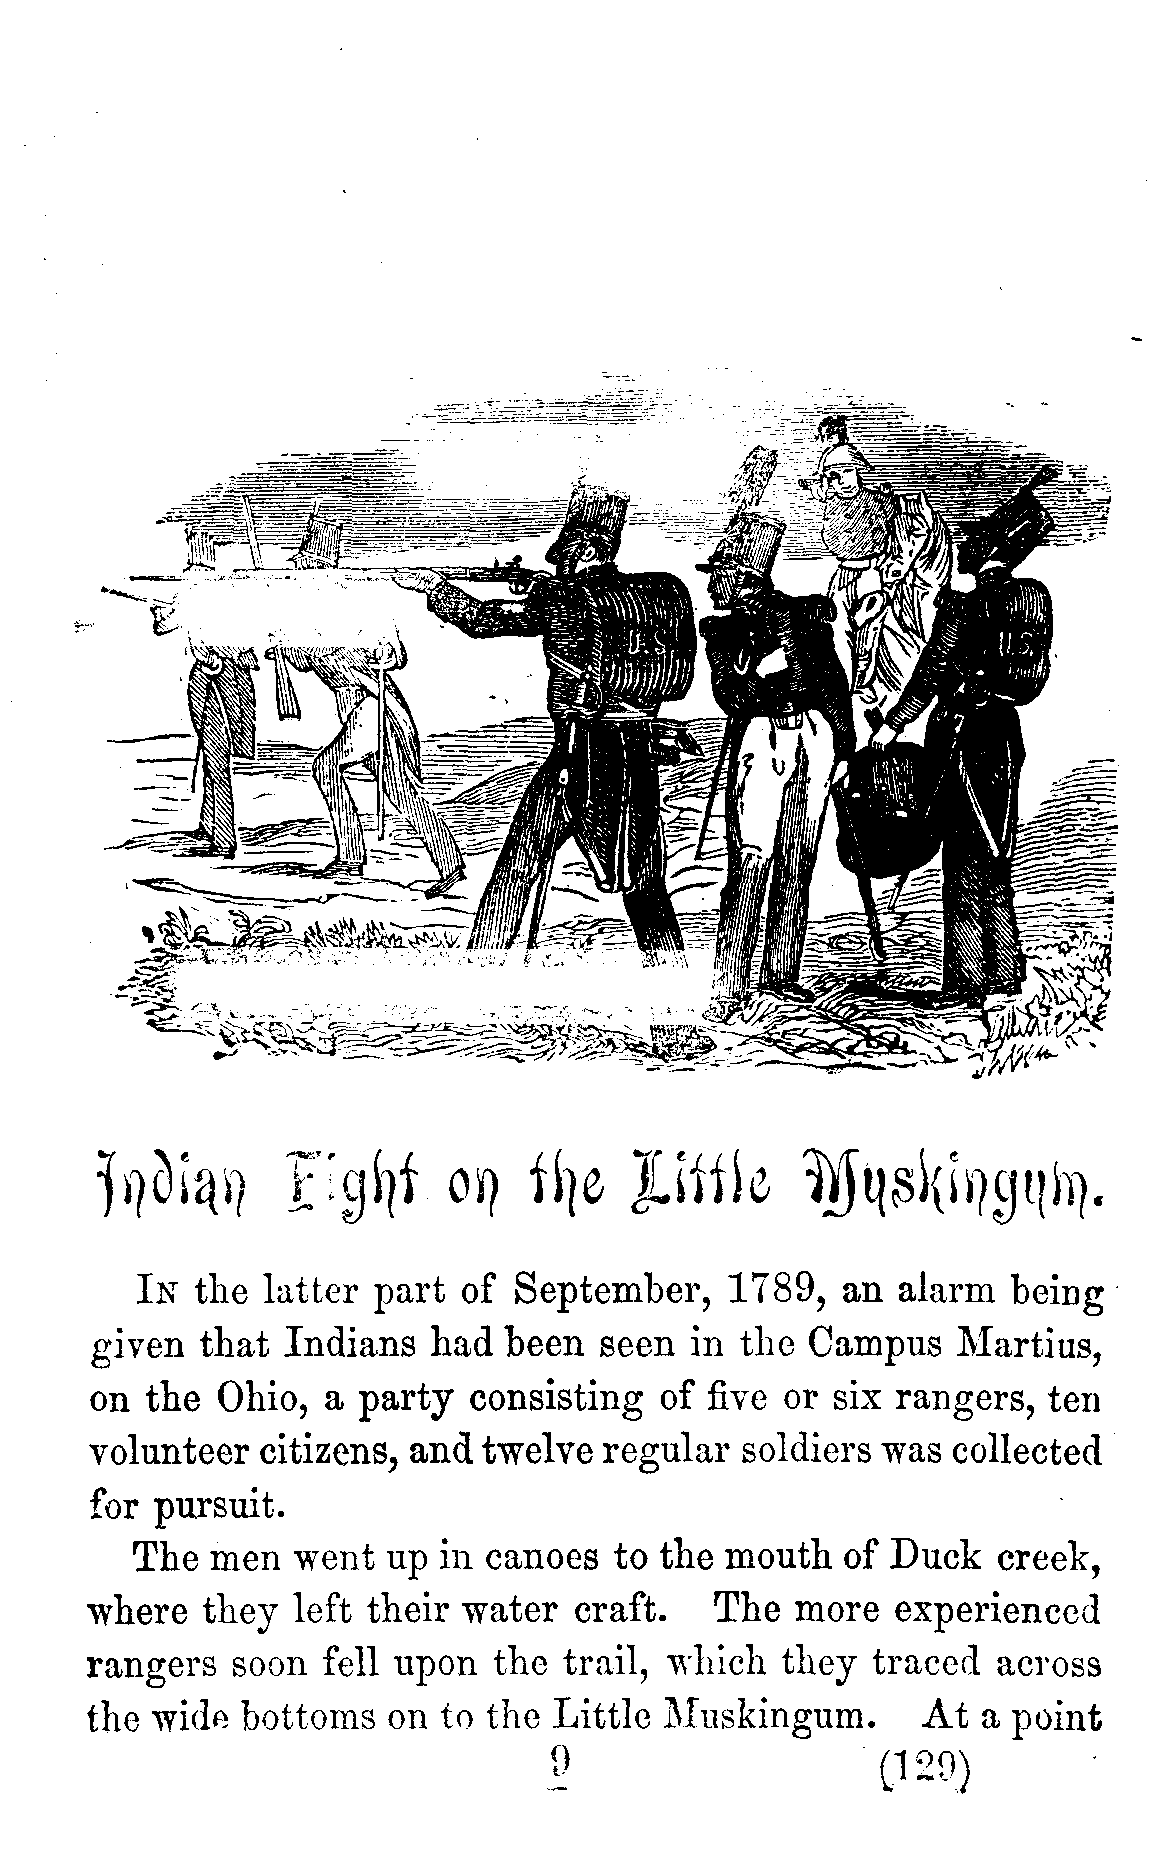 U.S
US
Indian Fight on the Little Muskingum.
IN the latter part of September, 1789, an alarm being
given that Indians had been seen in the Campus Martius,
on the Ohio, a party consisting of five or six rangers, ten
volunteer citizens, and twelve regular soldiers was collected
for pursuit.
The men went up in canoes to the mouth of Duck creek,
where they left their water craft. The more experienced
rangers soon fell upon the trail, which they traced across
the wide bottoms on to the Little Muskingum. At a point
9 (129)